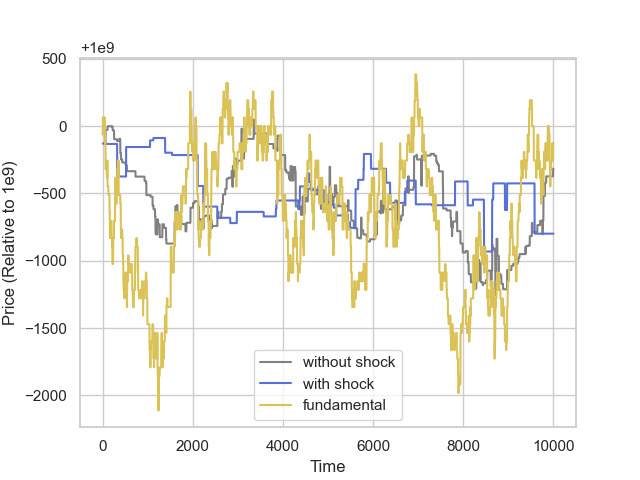 +1e9
500
0
−500
−1000
−1500
−2000
Price (Relative to 1e9)
without shock
with shock
fundamental
0 2000 4000 6000 8000 10000
Time